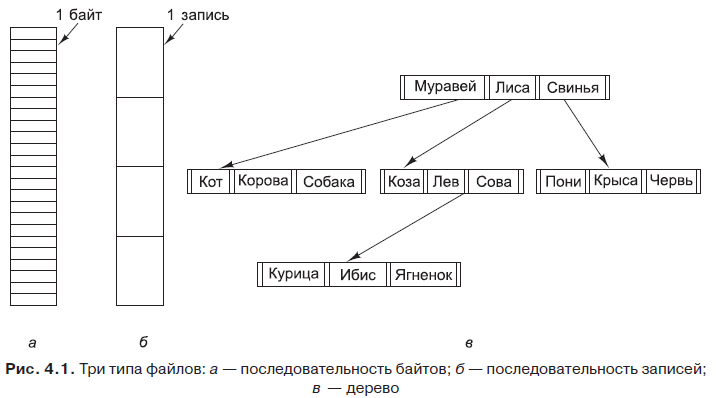 1 байт
1 запись
Муравей Лиса Свинья
Кот Корова Собака
Коза Лев Сова
Пони Крыса Червь
Курица Ибис Ягненок
а
б
в
Рис. 4.1. Три типа файлов: а — последовательность байтов; б — последовательность записей;
в — дерево